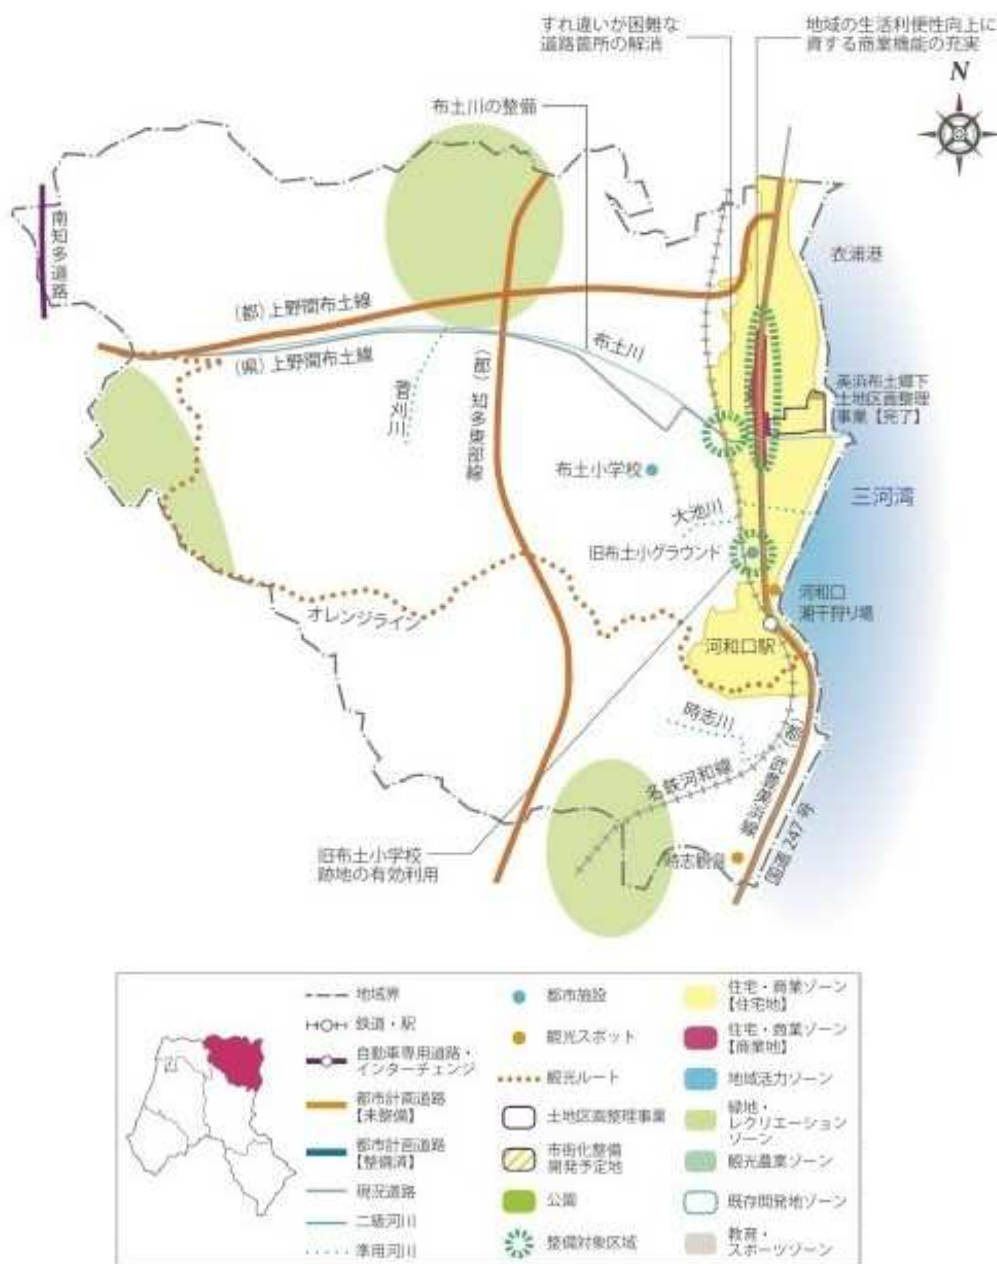 すれ違いが困難な
道路箇所の解消
地域の生活利便性向上に
資する商業機能の充実
N
布土川の整備
南知多道路
衣浦港
(都)上野間布土線
(県)上野間布土線
布土川
菅刈川
(都)知多東部線
美浜布土郷下
土地区画整理
事業【完了】
布土小学校
三河湾
大池川
旧布土小グラウンド
河和口
潮干狩り場
オレンジライン
河和口駅
時志川
名鉄河和線
(都)武豊美浜線
国道247号
旧布土小学校
跡地の有効利用
時志観音
地域界
鉄道・駅
自動車専用道路・
インターチェンジ
都市計画道路
【未整備】
都市計画道路
【整備済】
現況道路
二級河川
準用河川
都市施設
観光スポット
観光ルート
土地区画整理事業
市街化整備
開発予定地
公園
整備対象区域
住宅・商業ゾーン
【住宅地】
住宅・商業ゾーン
【商業地】
地域活力ゾーン
緑地・
レクリエーション
ゾーン
観光農業ゾーン
既存開発地ゾーン
教育・
スポーツゾーン